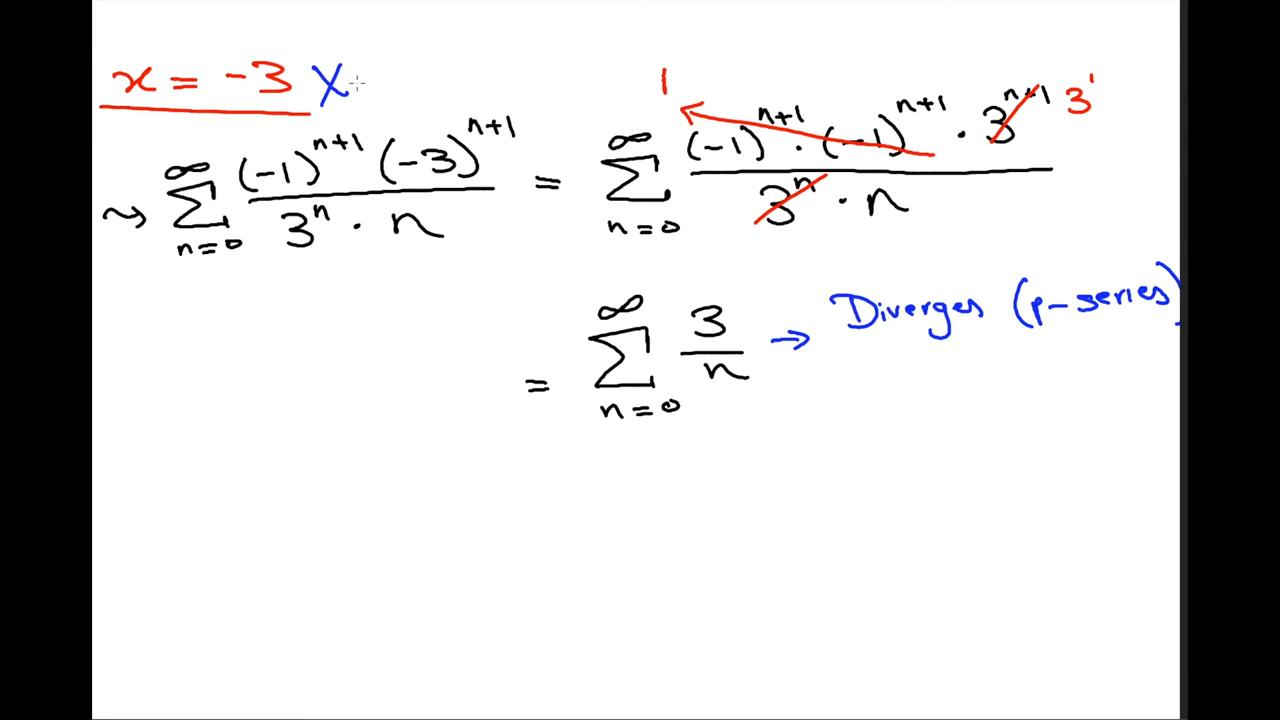 x = -3 X
⇝ ∑_{n=0}^{∞} (-1)^{n+1} (-3)^{n+1} / (3^n · n) = ∑_{n=0}^{∞} (-1)^{n+1} · (-1)^{n+1} · 3^{n+1} / (3^n · n) 1 3^1
= ∑_{n=0}^{∞} 3/n → Diverges (p-series)